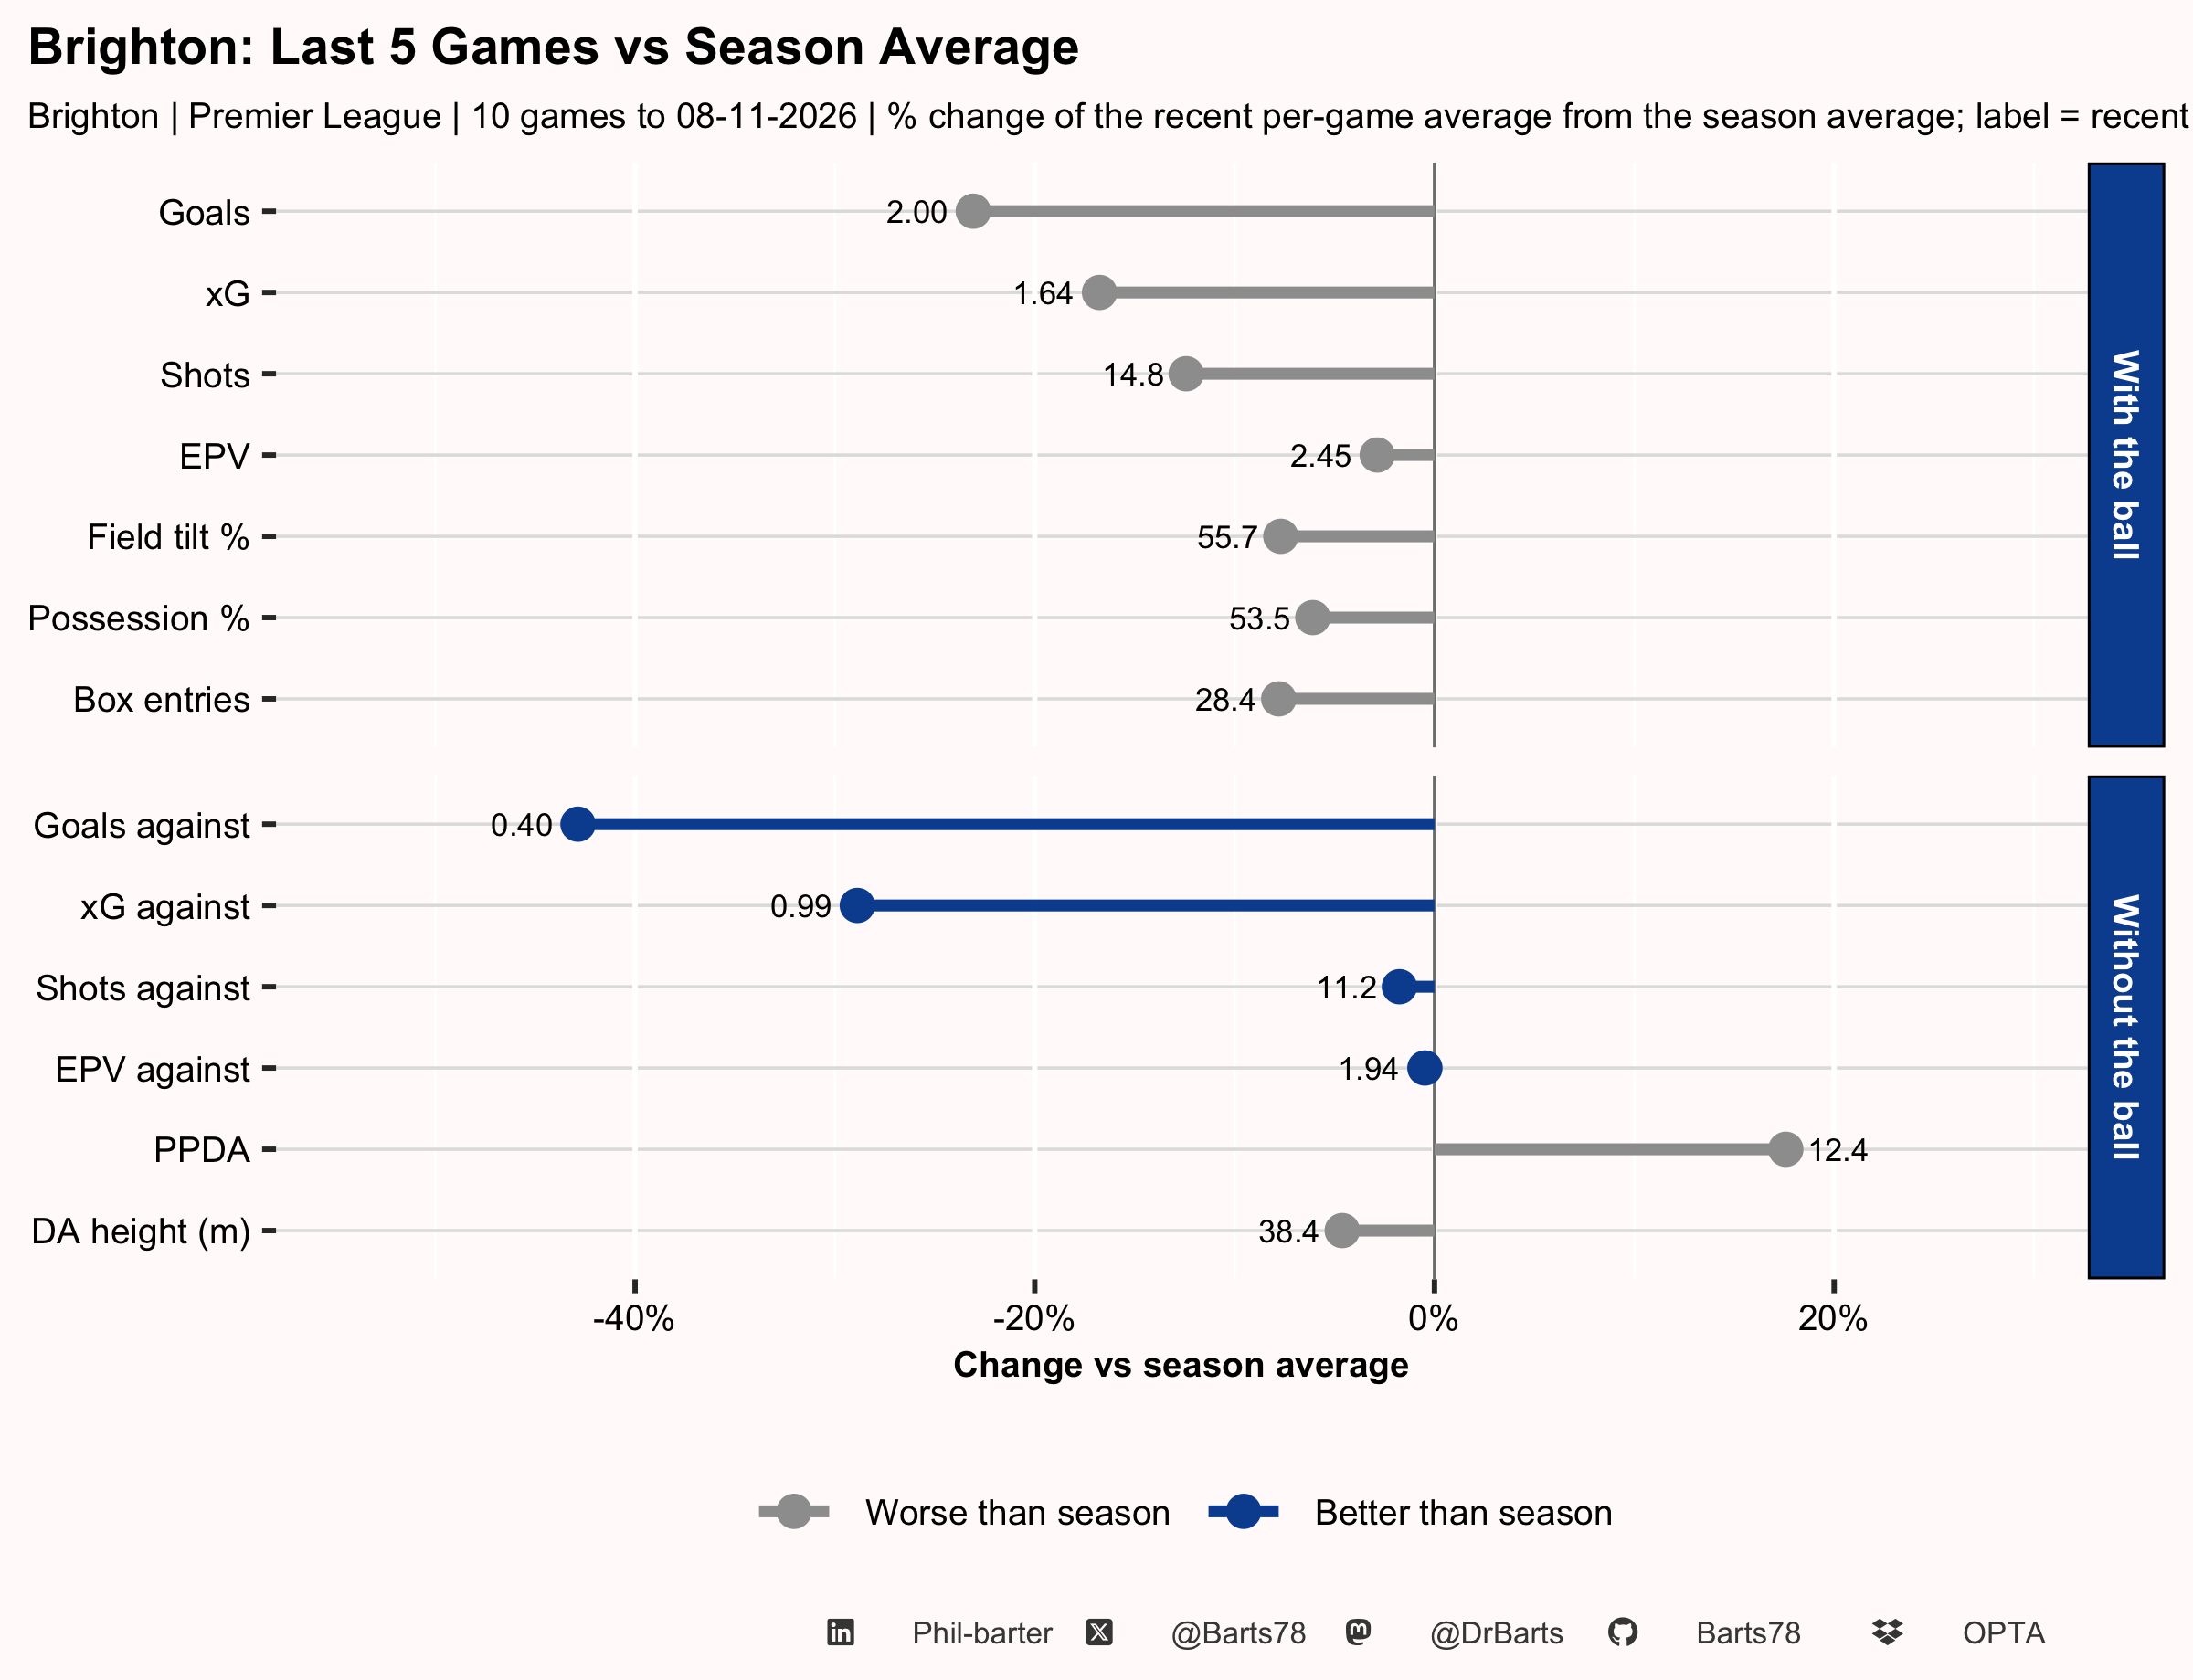 Brighton: Last 5 Games vs Season Average
Brighton | Premier League | 10 games to 08-11-2026 | % change of the recent per-game average from the season average; label = recent
Goals
2.00
xG
1.64
Shots
14.8
EPV
2.45
Field tilt %
55.7
Possession %
53.5
Box entries
28.4
With the ball
Goals against
0.40
xG against
0.99
Shots against
11.2
EPV against
1.94
PPDA
12.4
DA height (m)
38.4
Without the ball
-40%
-20%
0%
20%
Change vs season average
Worse than season
Better than season
Phil-barter
@Barts78
@DrBarts
Barts78
OPTA